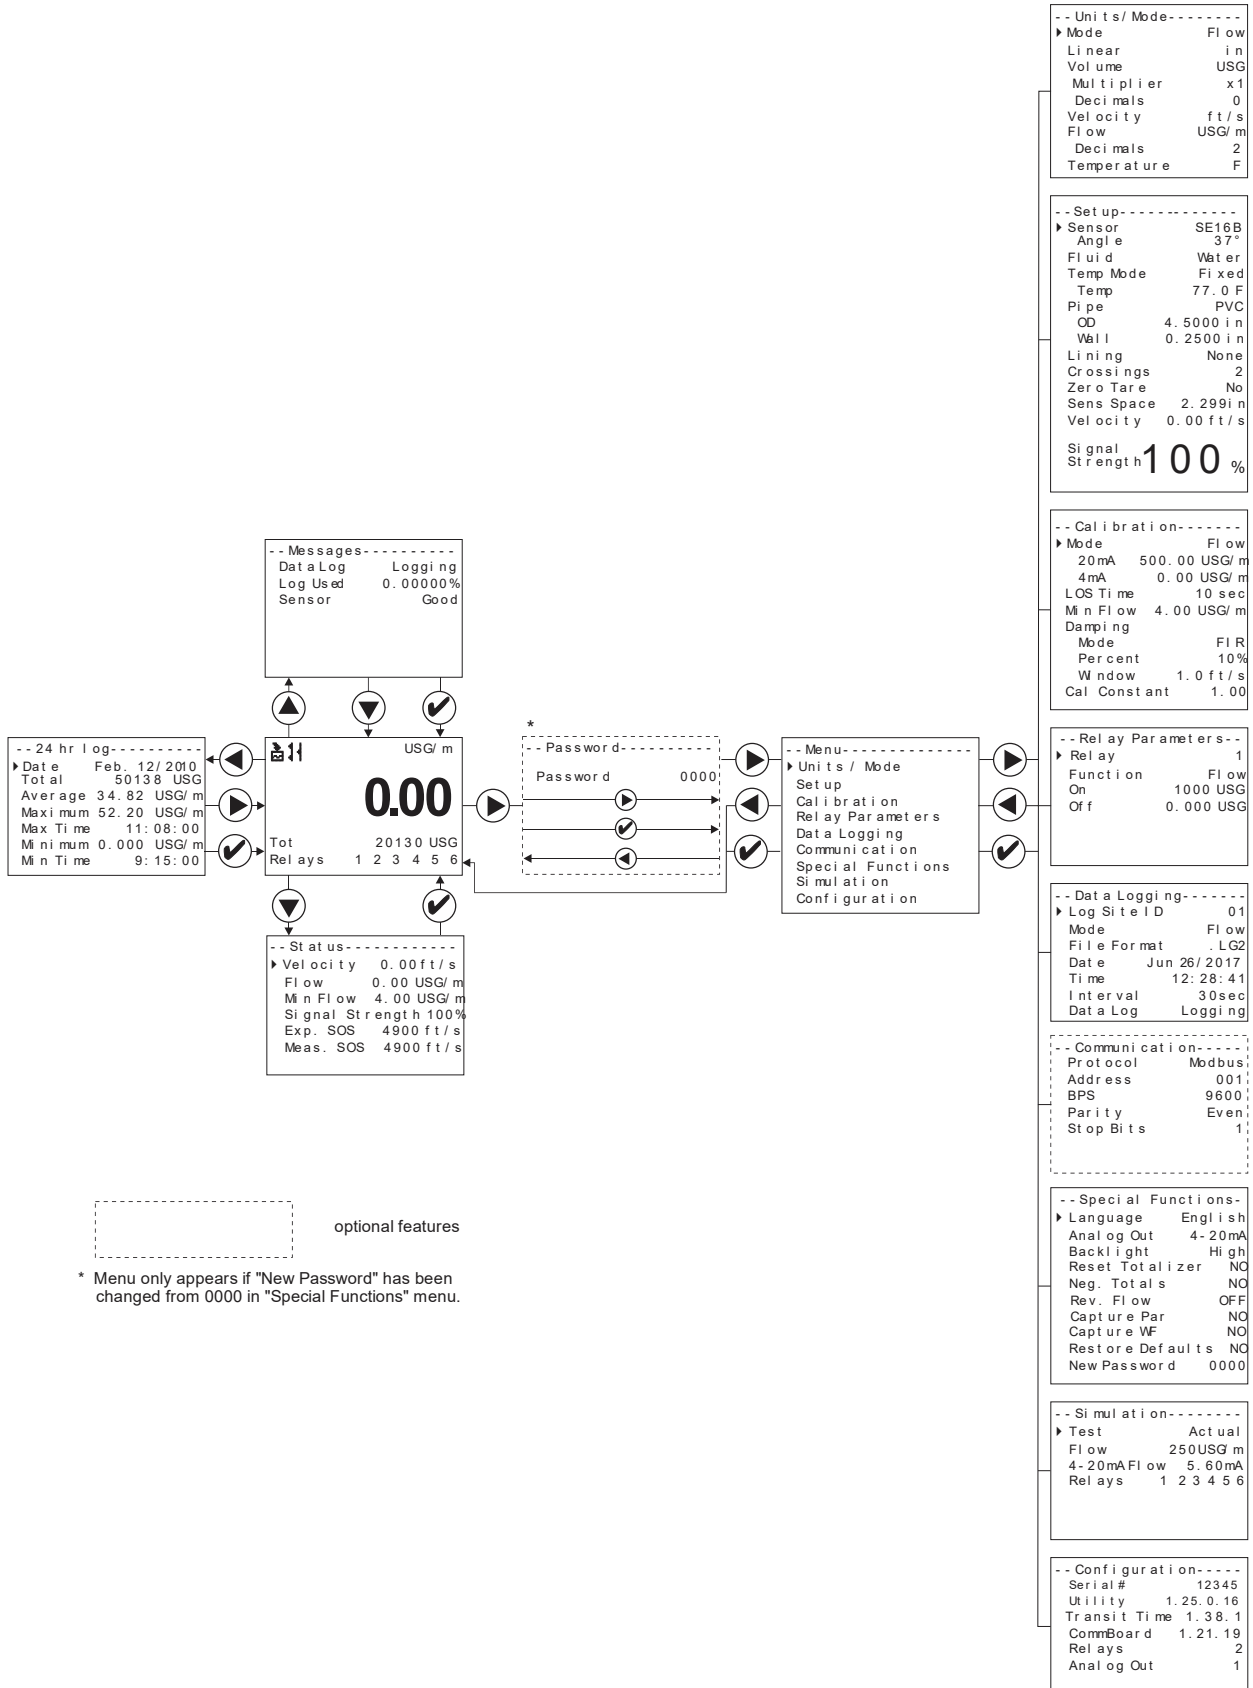 --Units/Mode--------
Mode Flow
Linear in
Volume USG
Multiplier x1
Decimals 0
Velocity ft/s
Flow USG/m
Decimals 2
Temperature F
--Setup-------------
Sensor SE16B
Angle 37°
Fluid Water
Temp Mode Fixed
Temp 77.0 F
Pipe PVC
OD 4.5000 in
Wall 0.2500 in
Lining None
Crossings 2
Zero Tare No
Sens Space 2.299in
Velocity 0.00 ft/s
Signal
Strength 100 %
--Calibration-------
Mode Flow
20mA 500.00 USG/m
4mA 0.00 USG/m
LOS Time 10 sec
Min Flow 4.00 USG/m
Damping
Mode FIR
Percent 10%
Window 1.0 ft/s
Cal Constant 1.00
--Relay Parameters--
Relay 1
Function Flow
On 1000 USG
Off 0.000 USG
--Data Logging-------
Log Site ID 01
Mode Flow
File Format .LG2
Date Jun 26/2017
Time 12:28:41
Interval 30sec
Data Log Logging
--Communication-----
Protocol Modbus
Address 001
BPS 9600
Parity Even
Stop Bits 1
--Special Functions-
Language English
Analog Out 4-20mA
Backlight High
Reset Totalizer NO
Neg. Totals NO
Rev. Flow OFF
Capture Par NO
Capture WF NO
Restore Defaults NO
New Password 0000
--Simulation--------
Test Actual
Flow 250USG/m
4-20mA Flow 5.60mA
Relays 1 2 3 4 5 6
--Configuration-----
Serial# 12345
Utility 1.25.0.16
Transit Time 1.38.1
CommBoard 1.21.19
Relays 2
Analog Out 1
--Messages----------
Data Log Logging
Log Used 0.00000%
Sensor Good
--24 hr log----------
Date Feb. 12/2010
Total 50138 USG
Average 34.82 USG/m
Maximum 52.20 USG/m
Max Time 11:08:00
Minimum 0.000 USG/m
Min Time 9:15:00
USG/m
0.00
Tot 20130 USG
Relays 1 2 3 4 5 6
*
--Password----------
Password 0000
--Menu--------------
Units / Mode
Setup
Calibration
Relay Parameters
Data Logging
Communication
Special Functions
Simulation
Configuration
--Status------------
Velocity 0.00 ft/s
Flow 0.00 USG/m
Min Flow 4.00 USG/m
Signal Strength 100%
Exp. SOS 4900 ft/s
Meas. SOS 4900 ft/s
optional features
* Menu only appears if "New Password" has been
changed from 0000 in "Special Functions" menu.